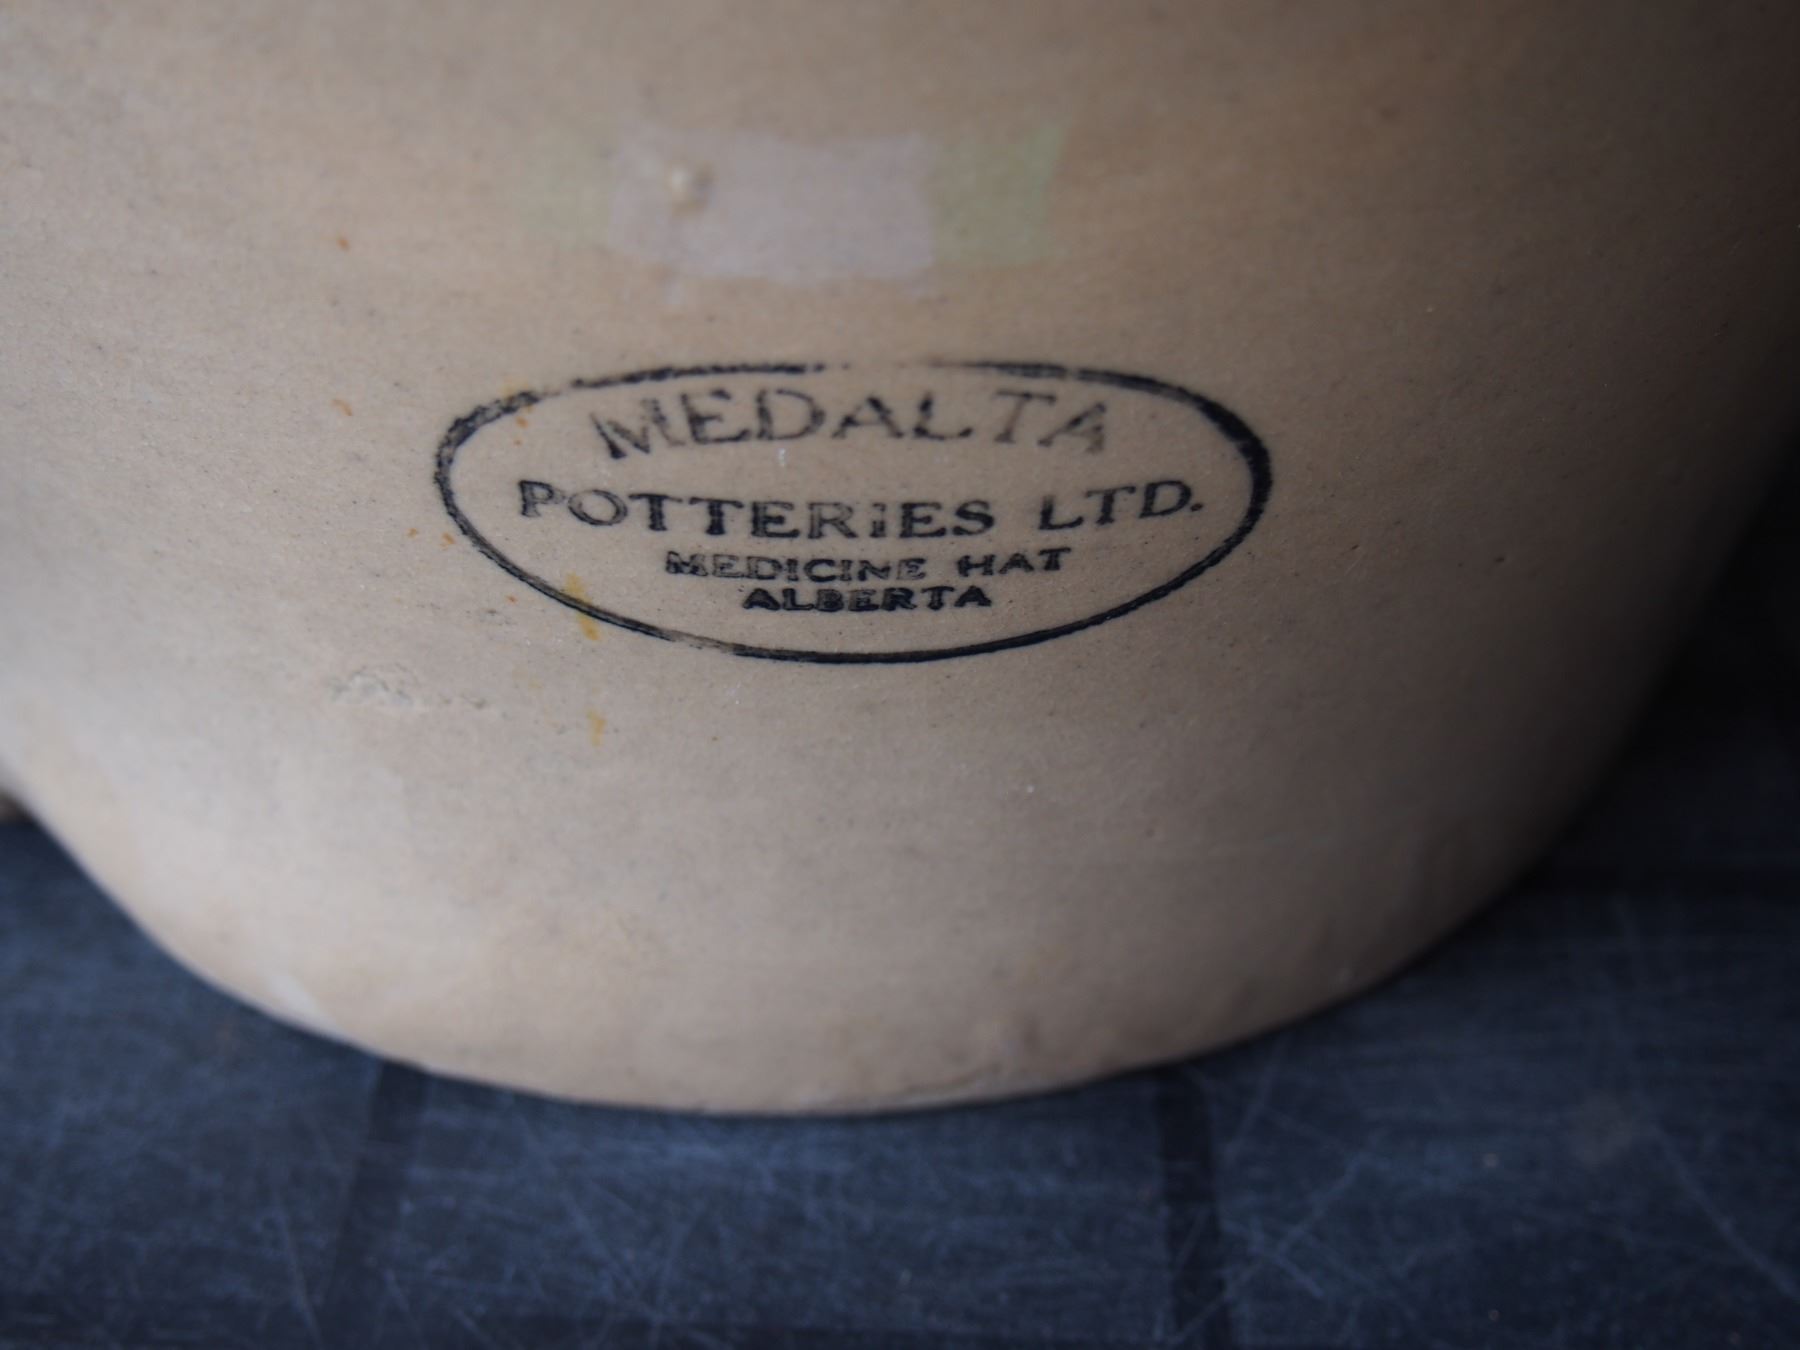 MEDALTA
POTTERIES LTD.
MEDICINE HAT
ALBERTA